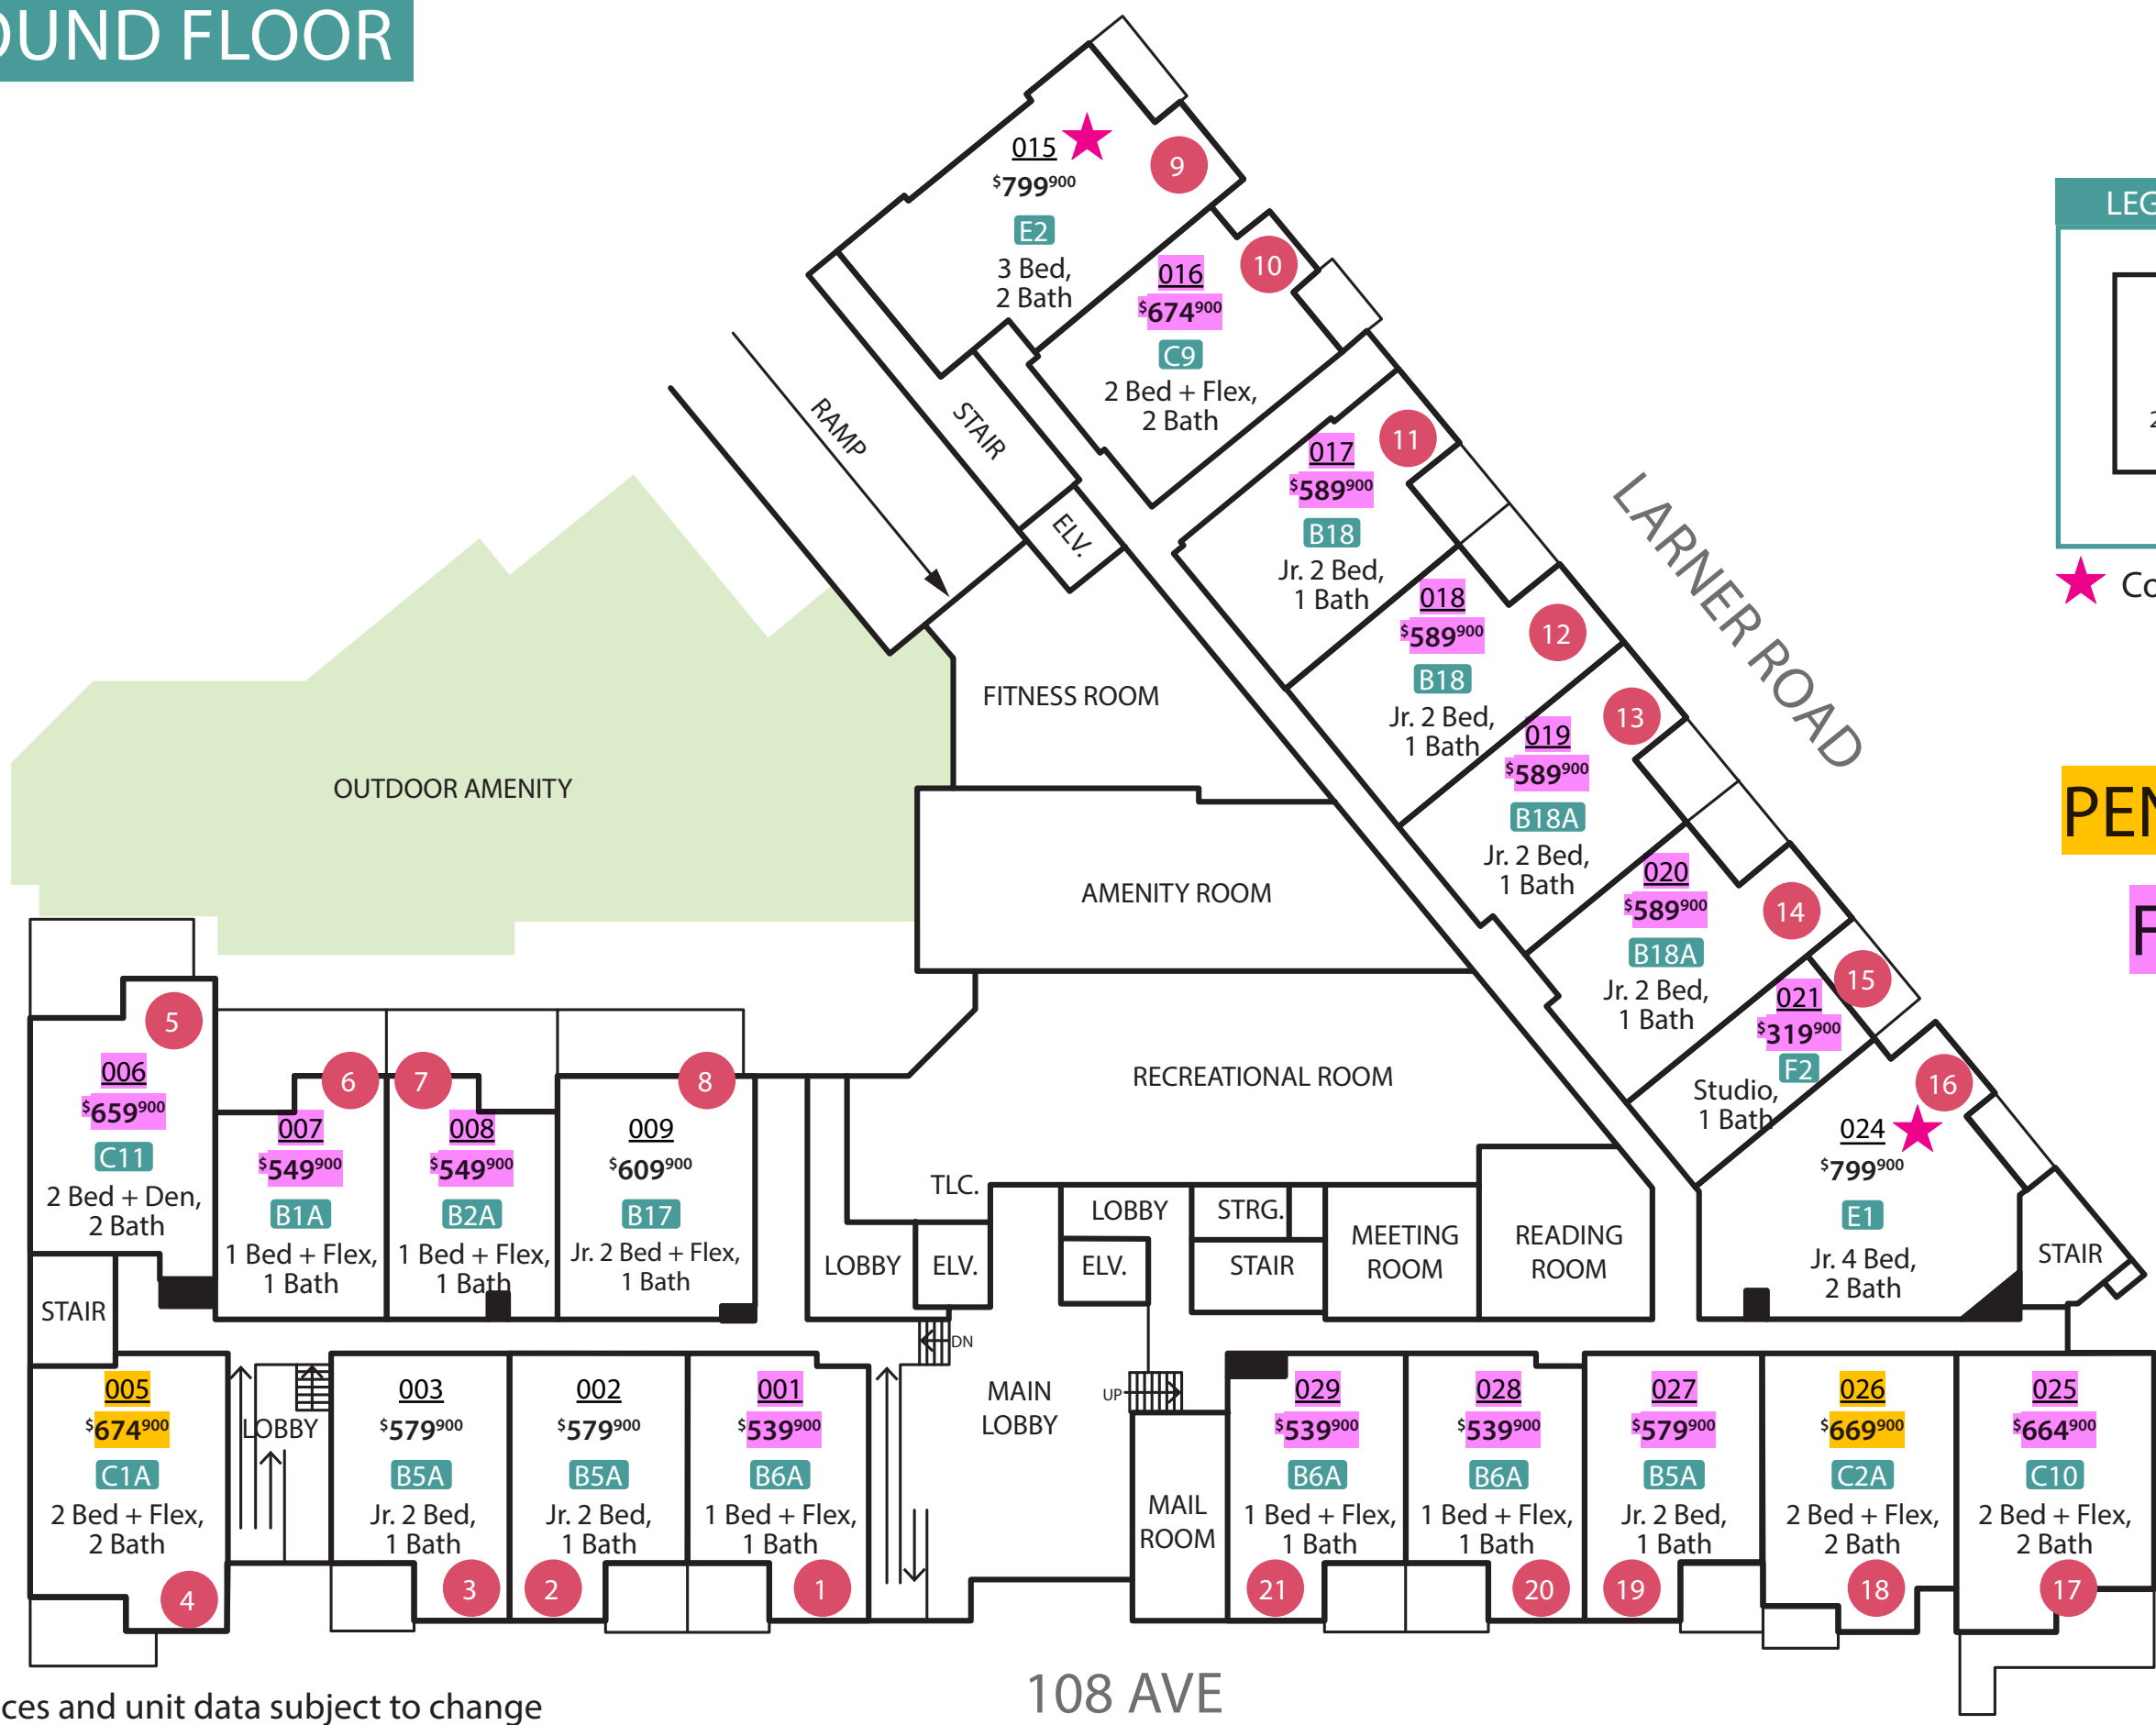 OUND FLOOR
015
$799900
E2
3 Bed,
2 Bath
9
016
$674900
C9
2 Bed + Flex,
2 Bath
10
017
$589900
B18
Jr. 2 Bed,
1 Bath
11
018
$589900
B18
Jr. 2 Bed,
1 Bath
12
019
$589900
B18A
Jr. 2 Bed,
1 Bath
13
020
$589900
B18A
Jr. 2 Bed,
1 Bath
14
021
$319900
F2
Studio,
1 Bath
15
024
$799900
E1
Jr. 4 Bed,
2 Bath
16
STAIR
RAMP
STAIR
ELV.
LARNER ROAD
LEG
2
Co
PEN
F
FITNESS ROOM
OUTDOOR AMENITY
AMENITY ROOM
RECREATIONAL ROOM
5
006
$659900
C11
2 Bed + Den,
2 Bath
6
007
$549900
B1A
1 Bed + Flex,
1 Bath
7
008
$549900
B2A
1 Bed + Flex,
1 Bath
8
009
$609900
B17
Jr. 2 Bed + Flex,
1 Bath
TLC.
LOBBY
ELV.
LOBBY
ELV.
STRG.
STAIR
MEETING
ROOM
READING
ROOM
STAIR
DN
UP
MAIN
LOBBY
LOBBY
MAIL
ROOM
005
$674900
C1A
2 Bed + Flex,
2 Bath
4
003
$579900
B5A
Jr. 2 Bed,
1 Bath
3
002
$579900
B5A
Jr. 2 Bed,
1 Bath
2
001
$539900
B6A
1 Bed + Flex,
1 Bath
1
029
$539900
B6A
1 Bed + Flex,
1 Bath
21
028
$539900
B6A
1 Bed + Flex,
1 Bath
20
027
$579900
B5A
Jr. 2 Bed,
1 Bath
19
026
$669900
C2A
2 Bed + Flex,
2 Bath
18
025
$664900
C10
2 Bed + Flex,
2 Bath
17
108 AVE
ces and unit data subject to change